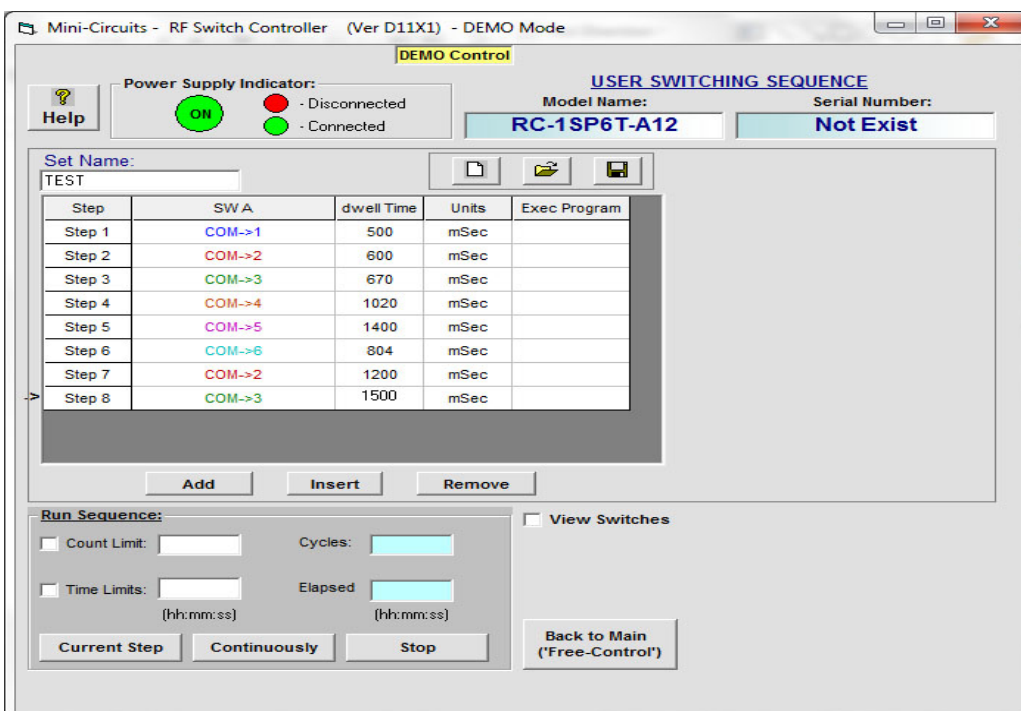 Mini-Circuits - RF Switch Controller (Ver D11X1) - DEMO Mode
DEMO Control
? Help
Power Supply Indicator:
ON
- Disconnected
- Connected
USER SWITCHING SEQUENCE
Model Name: Serial Number:
RC-1SP6T-A12 Not Exist
Set Name:
TEST
Step SW A dwell Time Units Exec Program
Step 1 COM->1 500 mSec
Step 2 COM->2 600 mSec
Step 3 COM->3 670 mSec
Step 4 COM->4 1020 mSec
Step 5 COM->5 1400 mSec
Step 6 COM->6 804 mSec
Step 7 COM->2 1200 mSec
-> Step 8 COM->3 1500 mSec
Add Insert Remove
Run Sequence:
Count Limit: Cycles:
Time Limits: Elapsed
(hh:mm:ss) (hh:mm:ss)
Current Step Continuously Stop
View Switches
Back to Main
('Free-Control')